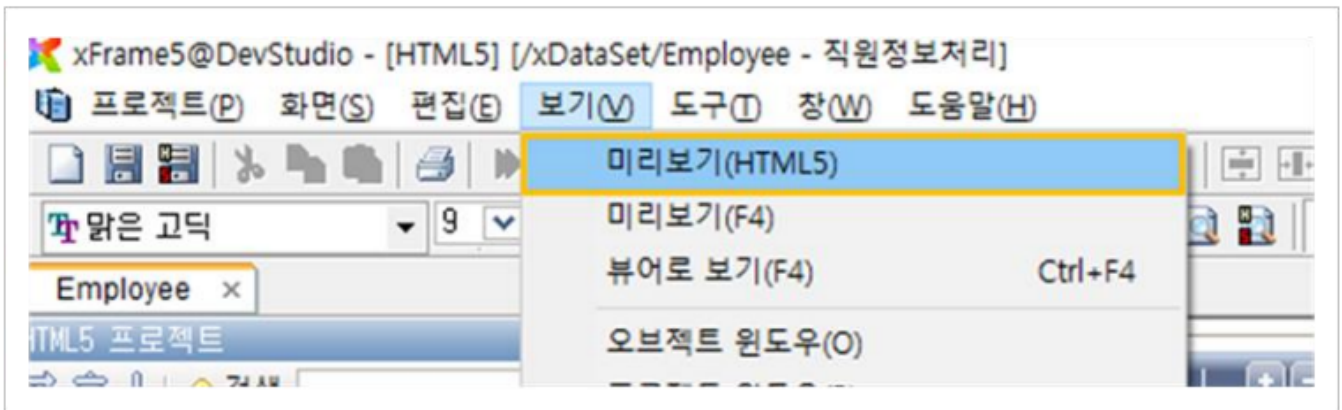 xFrame5@DevStudio - [HTML5] [/xDataSet/Employee - 직원정보처리]
프로젝트(P) 화면(S) 편집(E) 보기(V) 도구(T) 창(W) 도움말(H)
미리보기(HTML5)
맑은 고딕 9 미리보기(F4)
뷰어로 보기(F4) Ctrl+F4
Employee ×
HTML5 프로젝트 오브젝트 윈도우(O)